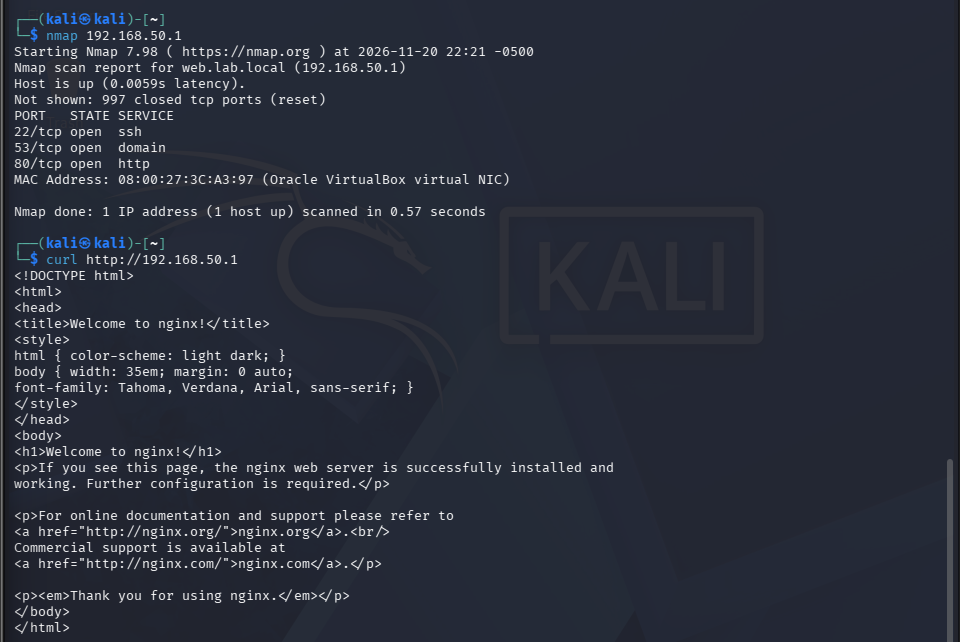 ┌──(kali㉿kali)-[~]
└─$ nmap 192.168.50.1
Starting Nmap 7.98 ( https://nmap.org ) at 2026-11-20 22:21 -0500
Nmap scan report for web.lab.local (192.168.50.1)
Host is up (0.0059s latency).
Not shown: 997 closed tcp ports (reset)
PORT   STATE SERVICE
22/tcp open  ssh
53/tcp open  domain
80/tcp open  http
MAC Address: 08:00:27:3C:A3:97 (Oracle VirtualBox virtual NIC)

Nmap done: 1 IP address (1 host up) scanned in 0.57 seconds

┌──(kali㉿kali)-[~]
└─$ curl http://192.168.50.1
<!DOCTYPE html>
<html>
<head>
<title>Welcome to nginx!</title>
<style>
html { color-scheme: light dark; }
body { width: 35em; margin: 0 auto;
font-family: Tahoma, Verdana, Arial, sans-serif; }
</style>
</head>
<body>
<h1>Welcome to nginx!</h1>
<p>If you see this page, the nginx web server is successfully installed and
working. Further configuration is required.</p>

<p>For online documentation and support please refer to
<a href="http://nginx.org/">nginx.org</a>.<br/>
Commercial support is available at
<a href="http://nginx.com/">nginx.com</a>.</p>

<p><em>Thank you for using nginx.</em></p>
</body>
</html>
KALI